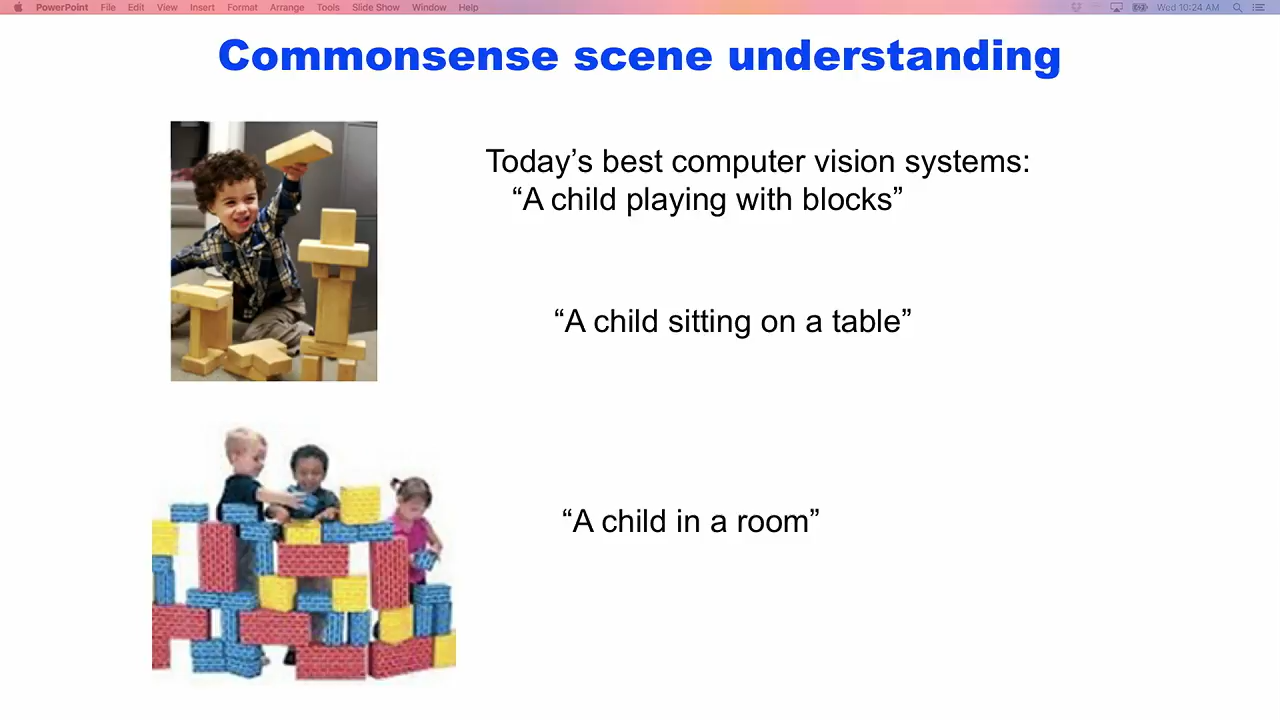 PowerPoint File Edit View Insert Format Arrange Tools Slide Show Window Help Wed 10:24 AM
Commonsense scene understanding
Today’s best computer vision systems:
“A child playing with blocks”
“A child sitting on a table”
“A child in a room”